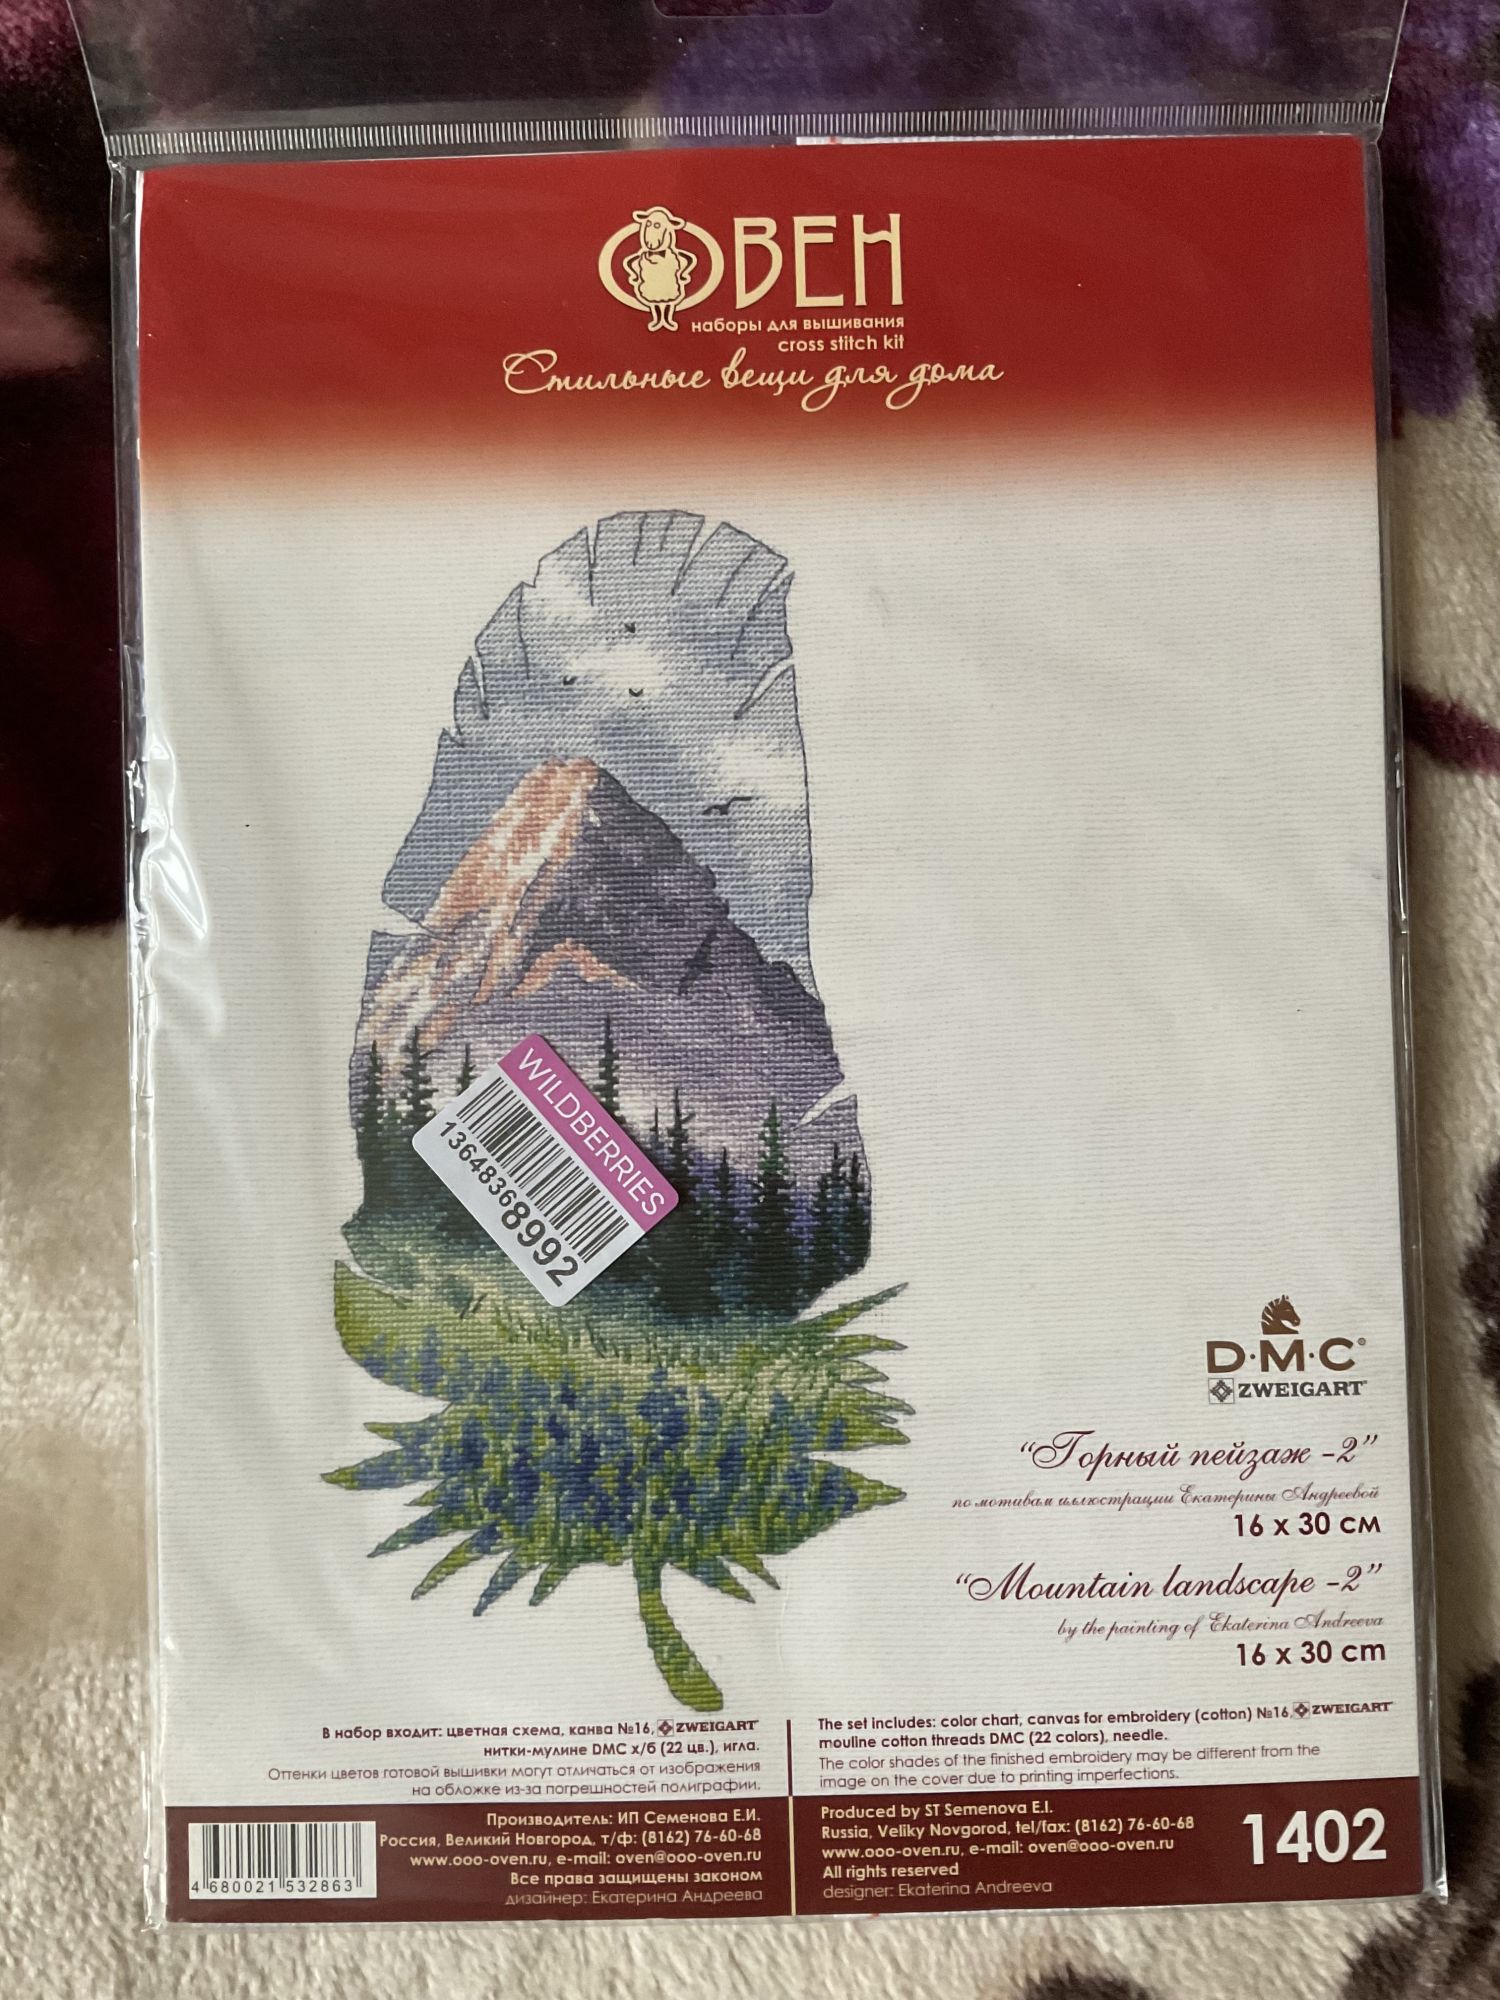 ОВЕН
наборы для вышивания
cross stitch kit
Стильные вещи для дома
WILDBERRIES
13648368992
D·M·C®
ZWEIGART®
“Горный пейзаж -2”
по мотивам иллюстрации Екатерины Андреевой
16 x 30 см
“Mountain landscape -2”
by the painting of Ekaterina Andreeva
16 x 30 cm
В набор входит: цветная схема, канва №16, ZWEIGART®
нитки-мулине DMC х/б (22 цв.), игла.
Оттенки цветов готовой вышивки могут отличаться от изображения
на обложке из-за погрешностей полиграфии.
The set includes: color chart, canvas for embroidery (cotton) №16, ZWEIGART®
mouline cotton threads DMC (22 colors), needle.
The color shades of the finished embroidery may be different from the
image on the cover due to printing imperfections.
4 680021 532863
Производитель: ИП Семенова Е.И.
Россия, Великий Новгород, т/ф: (8162) 76-60-68
www.ooo-oven.ru, e-mail: oven@ooo-oven.ru
Все права защищены законом
дизайнер: Екатерина Андреева
Produced by ST Semenova E.I.
Russia, Veliky Novgorod, tel/fax: (8162) 76-60-68
www.ooo-oven.ru, e-mail: oven@ooo-oven.ru
All rights reserved
designer: Ekaterina Andreeva
1402